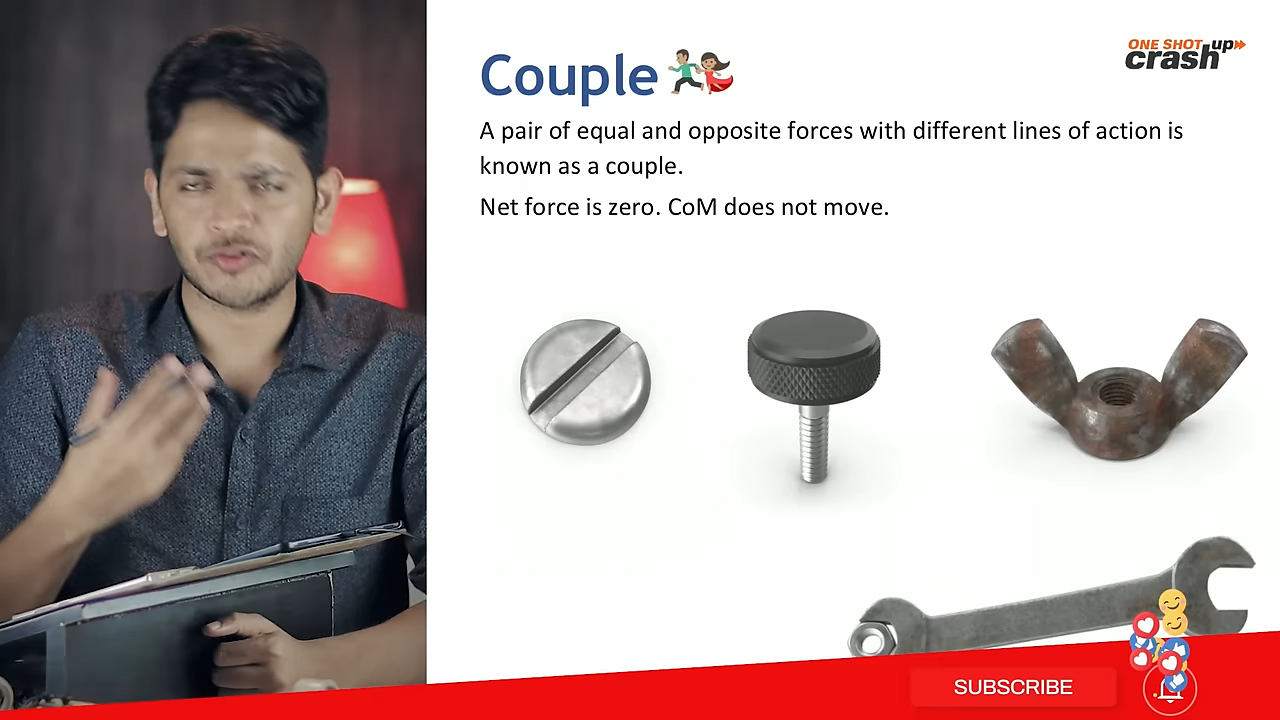 ONE SHOT
crash up
Couple
A pair of equal and opposite forces with different lines of action is
known as a couple.
Net force is zero. CoM does not move.
SUBSCRIBE